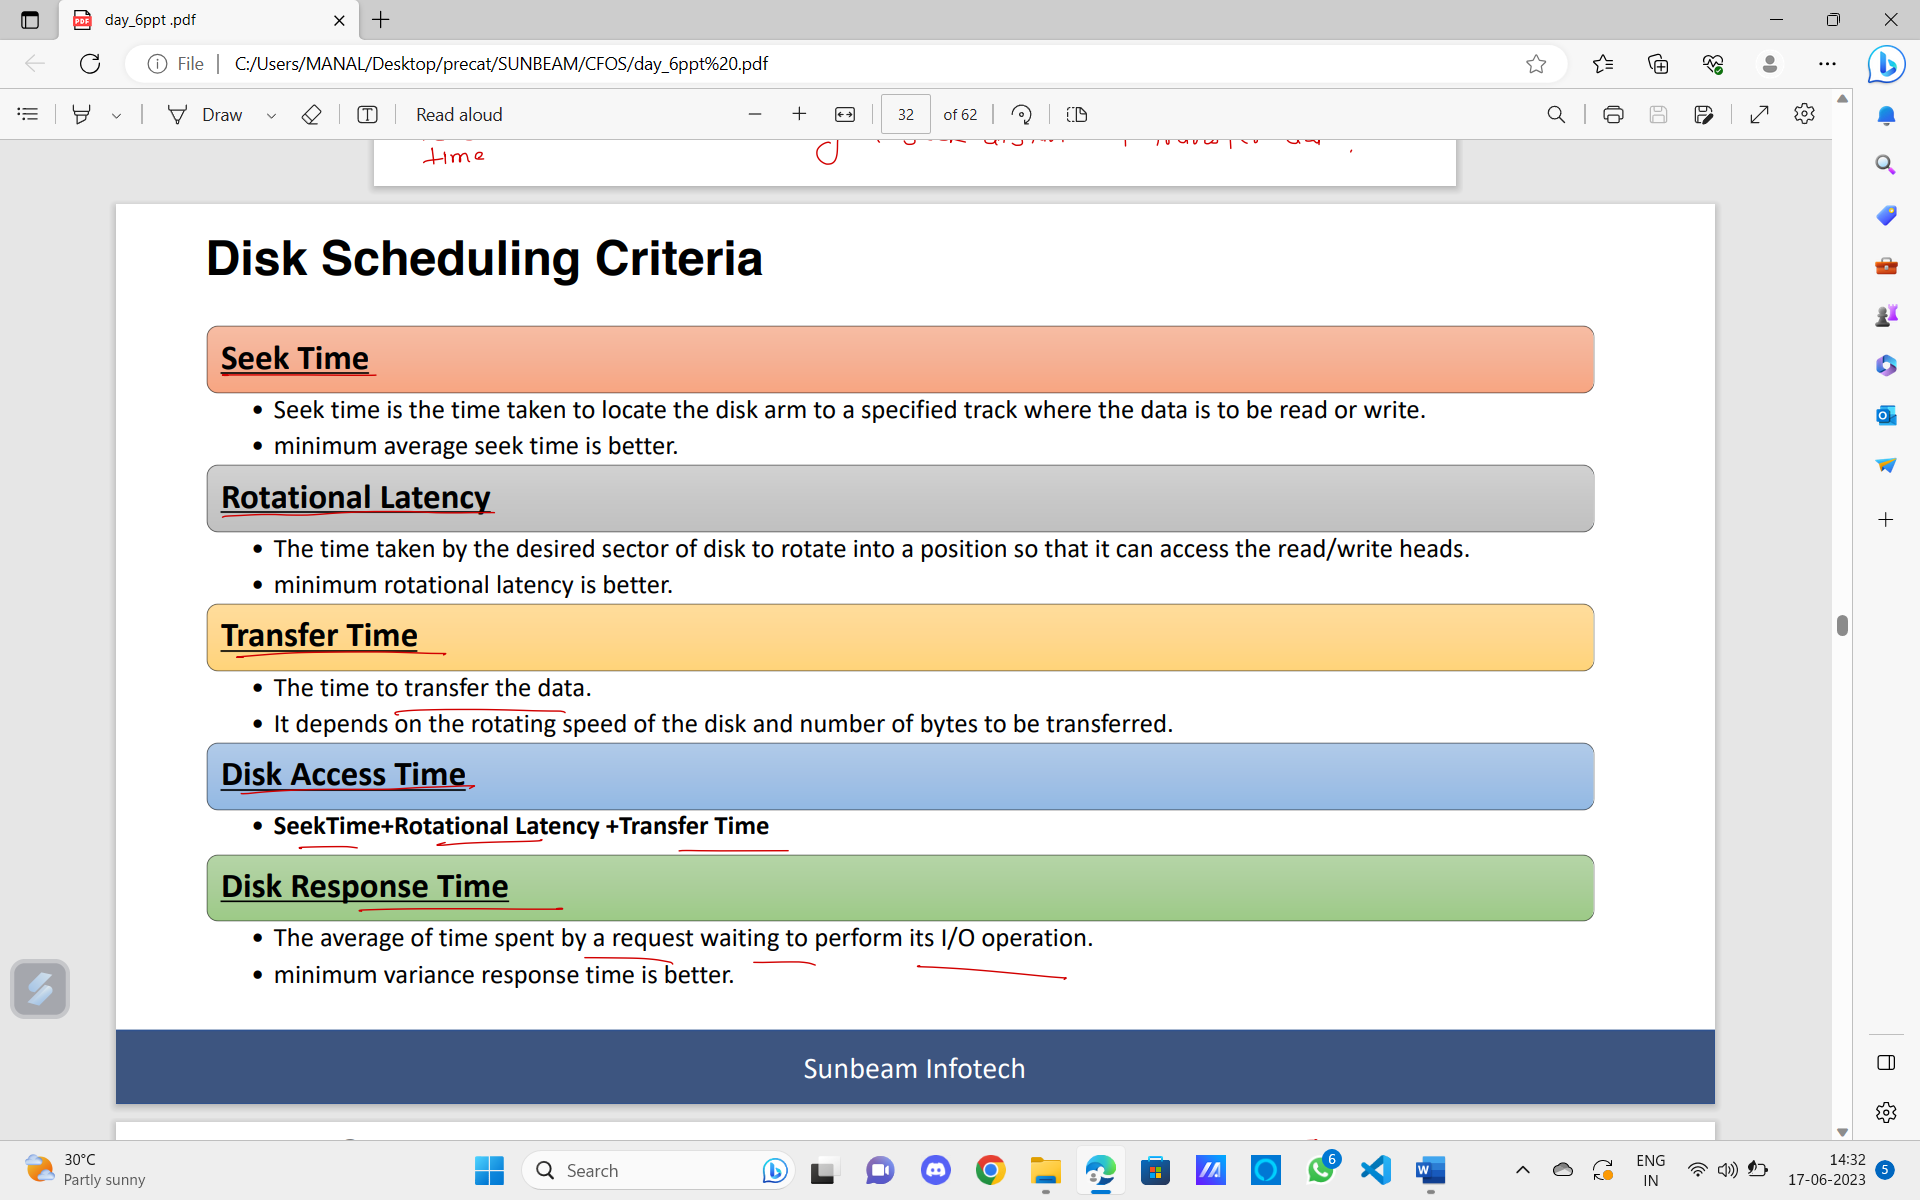 day_6ppt .pdf
File
C:/Users/MANAL/Desktop/precat/SUNBEAM/CFOS/day_6ppt%20.pdf
Draw
Read aloud
32 of 62
time
Disk Scheduling Criteria
Seek Time
• Seek time is the time taken to locate the disk arm to a specified track where the data is to be read or write.
• minimum average seek time is better.
Rotational Latency
• The time taken by the desired sector of disk to rotate into a position so that it can access the read/write heads.
• minimum rotational latency is better.
Transfer Time
• The time to transfer the data.
• It depends on the rotating speed of the disk and number of bytes to be transferred.
Disk Access Time
• SeekTime+Rotational Latency +Transfer Time
Disk Response Time
• The average of time spent by a request waiting to perform its I/O operation.
• minimum variance response time is better.
Sunbeam Infotech
30°C
Partly sunny
Search
6
ENG
IN
14:32
17-06-2023
5